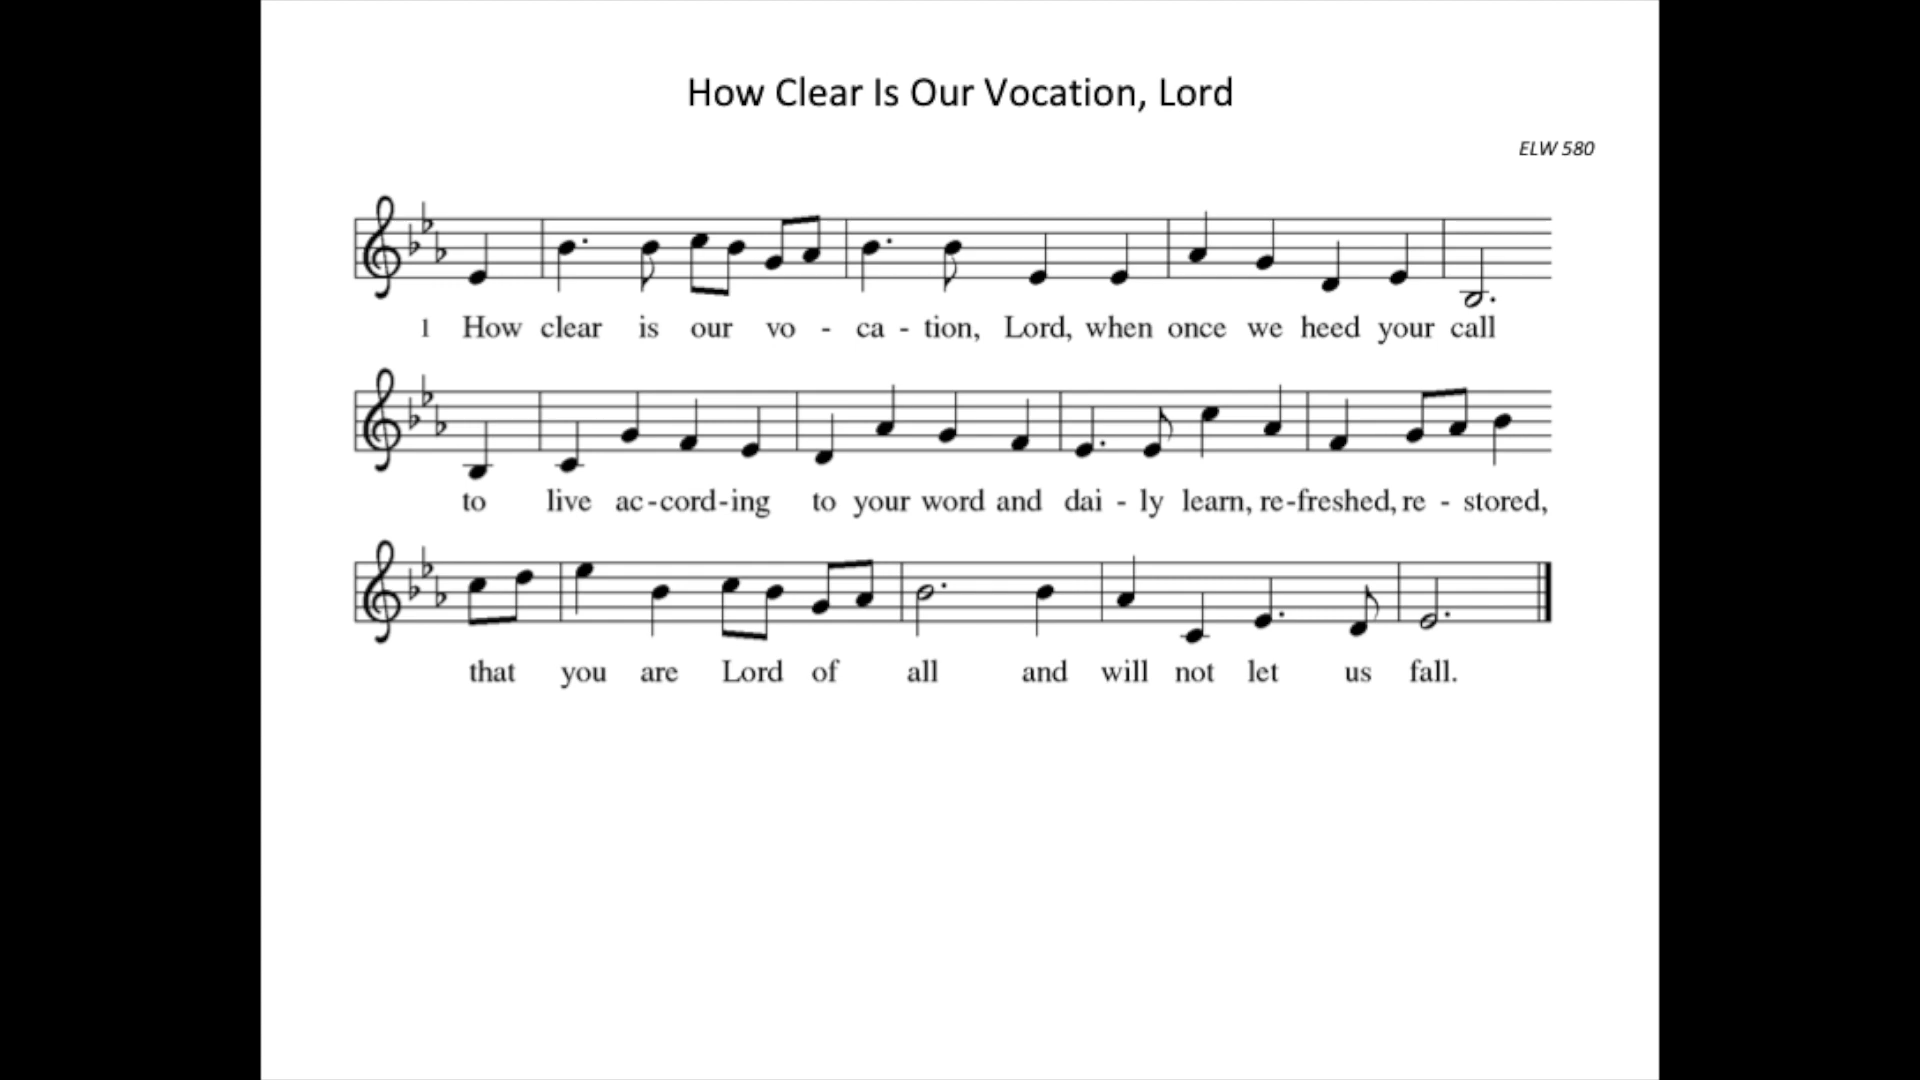 How Clear Is Our Vocation, Lord
ELW 580
1 How clear is our vo - ca - tion, Lord, when once we heed your call
to live ac - cord - ing to your word and dai - ly learn, re - freshed, re - stored,
that you are Lord of all and will not let us fall.